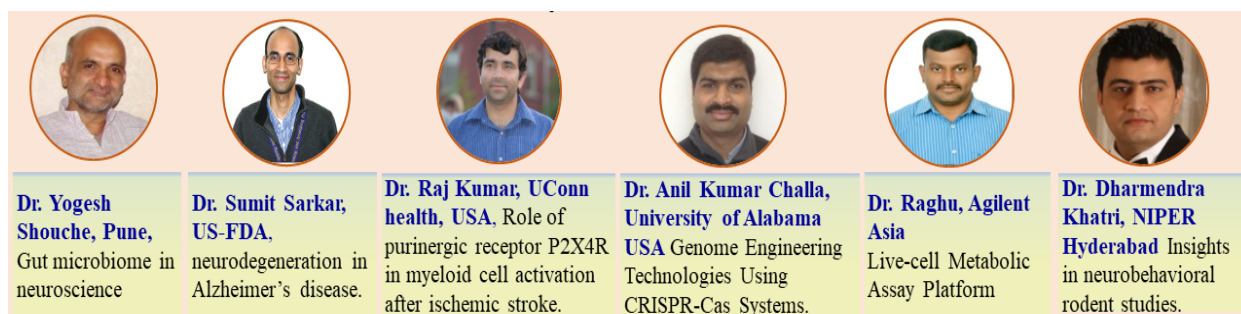 Dr. Yogesh
Shouche, Pune,
Gut microbiome in
neuroscience
Dr. Sumit Sarkar,
US-FDA,
neurodegeneration in
Alzheimer’s disease.
Dr. Raj Kumar, UConn
health, USA, Role of
purinergic receptor P2X4R
in myeloid cell activation
after ischemic stroke.
Dr. Anil Kumar Challa,
University of Alabama
USA Genome Engineering
Technologies Using
CRISPR-Cas Systems.
Dr. Raghu, Agilent
Asia
Live-cell Metabolic
Assay Platform
Dr. Dharmendra
Khatri, NIPER
Hyderabad Insights
in neurobehavioral
rodent studies.